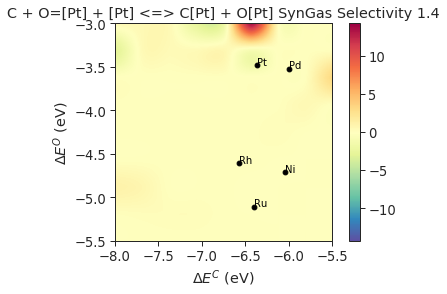 C + O=[Pt] + [Pt] <=> C[Pt] + O[Pt] SynGas Selectivity 1.4
−3.0
−3.5
−4.0
−4.5
−5.0
−5.5
ΔE^O (eV)
Pt
Pd
Rh
Ni
Ru
−8.0 −7.5 −7.0 −6.5 −6.0 −5.5
ΔE^C (eV)
10
5
0
−5
−10